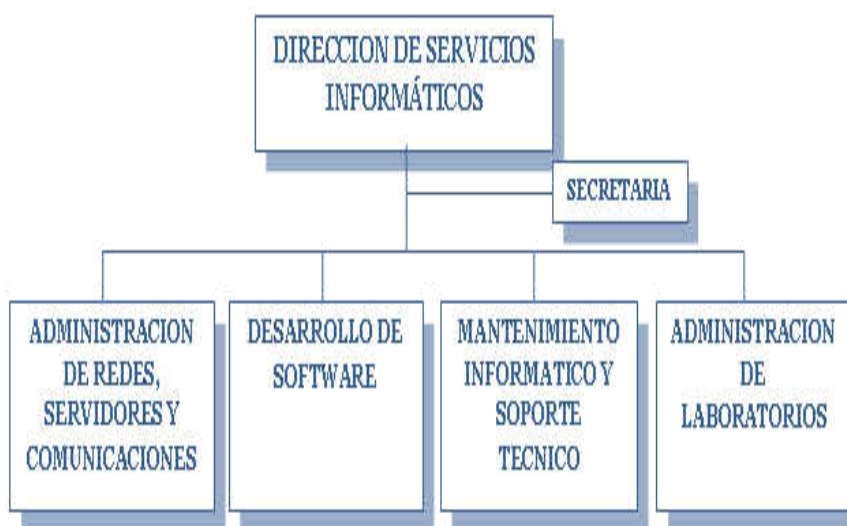 DIRECCION DE SERVICIOS
INFORMÁTICOS
SECRETARIA
ADMINISTRACION
DE REDES,
SERVIDORES Y
COMUNICACIONES
DESARROLLO DE
SOFTWARE
MANTENIMIENTO
INFORMATICO Y
SOPORTE
TECNICO
ADMINISTRACION
DE
LABORATORIOS